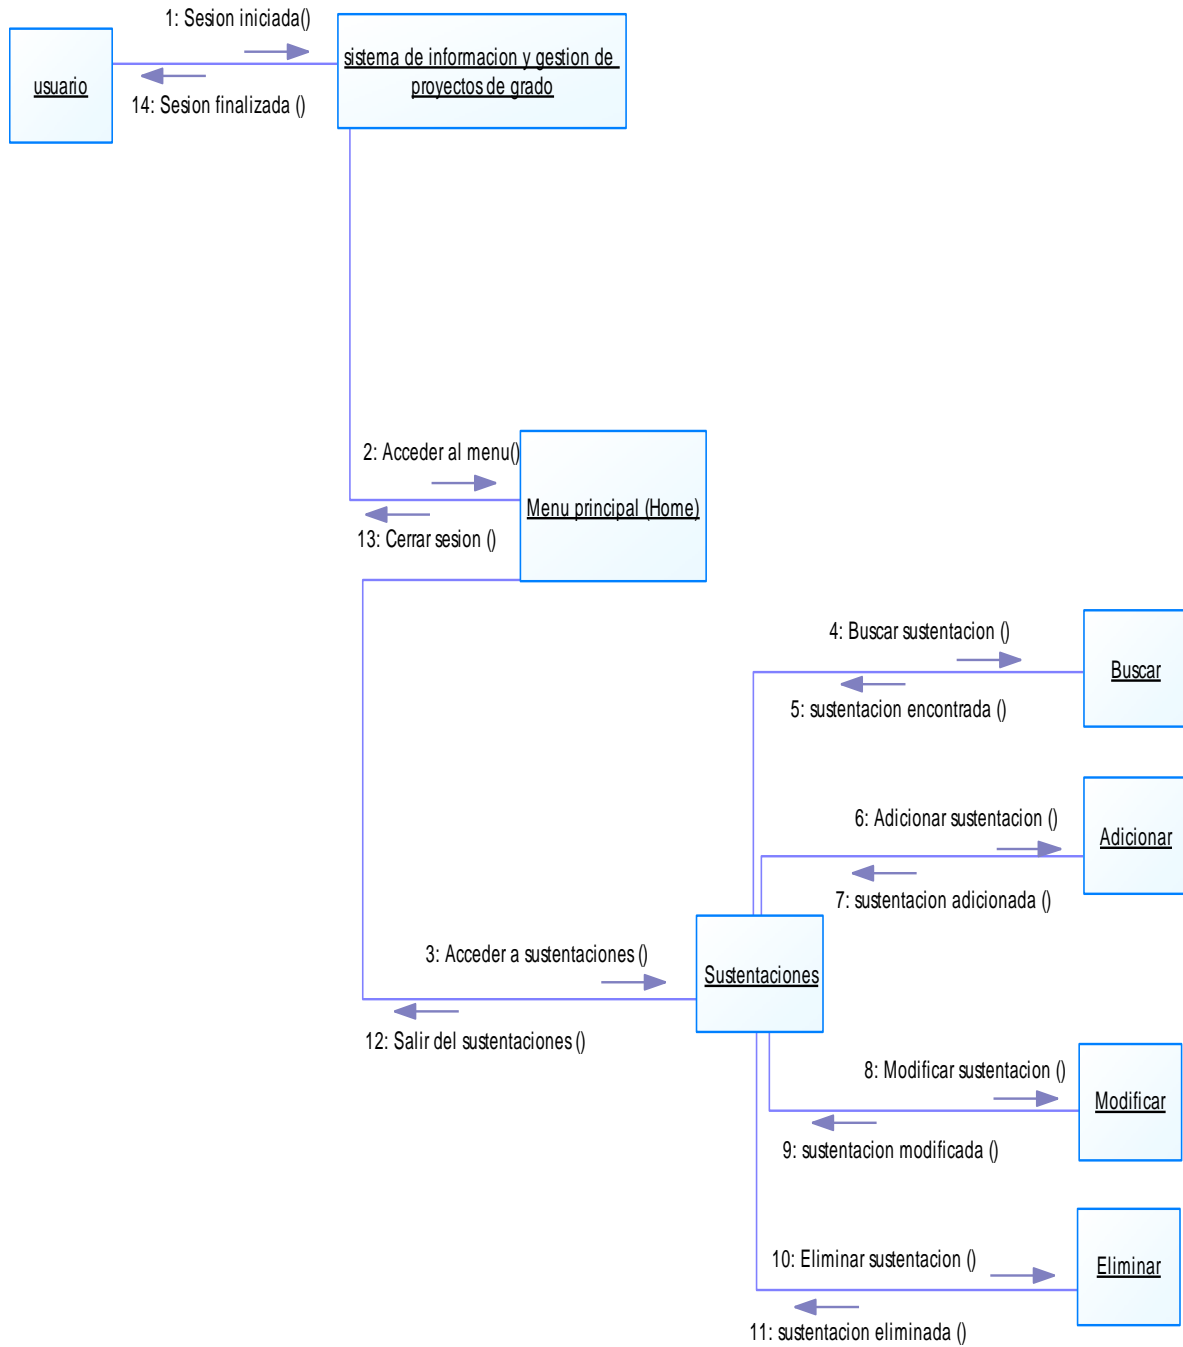 1: Sesion iniciada()
usuario
sistema de informacion y gestion de
proyectos de grado
14: Sesion finalizada ()
2: Acceder al menu()
Menu principal (Home)
13: Cerrar sesion ()
4: Buscar sustentacion ()
Buscar
5: sustentacion encontrada ()
6: Adicionar sustentacion ()
Adicionar
7: sustentacion adicionada ()
3: Acceder a sustentaciones ()
Sustentaciones
12: Salir del sustentaciones ()
8: Modificar sustentacion ()
Modificar
9: sustentacion modificada ()
10: Eliminar sustentacion ()
Eliminar
11: sustentacion eliminada ()